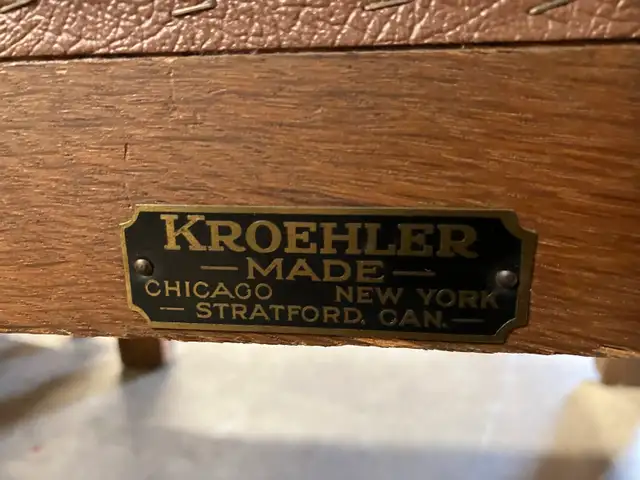 KROEHLER
— MADE —
CHICAGO NEW YORK
— STRATFORD, CAN. —